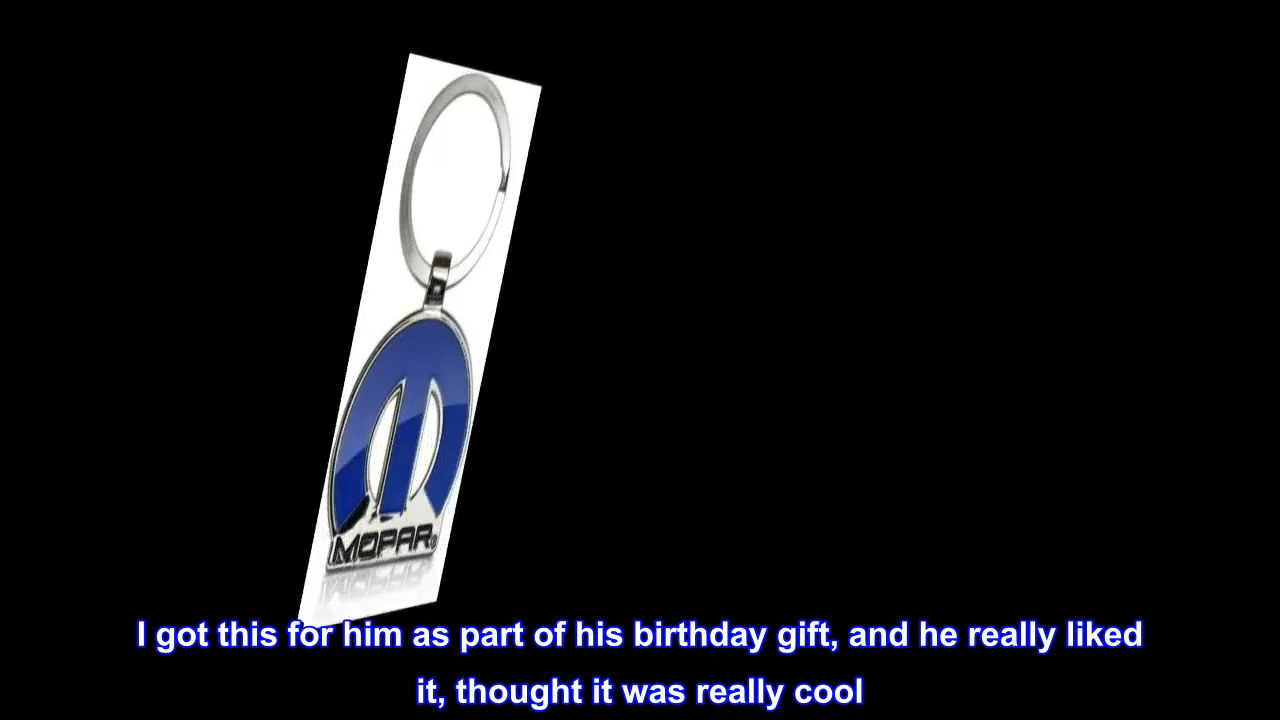 MOPAR
I got this for him as part of his birthday gift, and he really liked
it, thought it was really cool